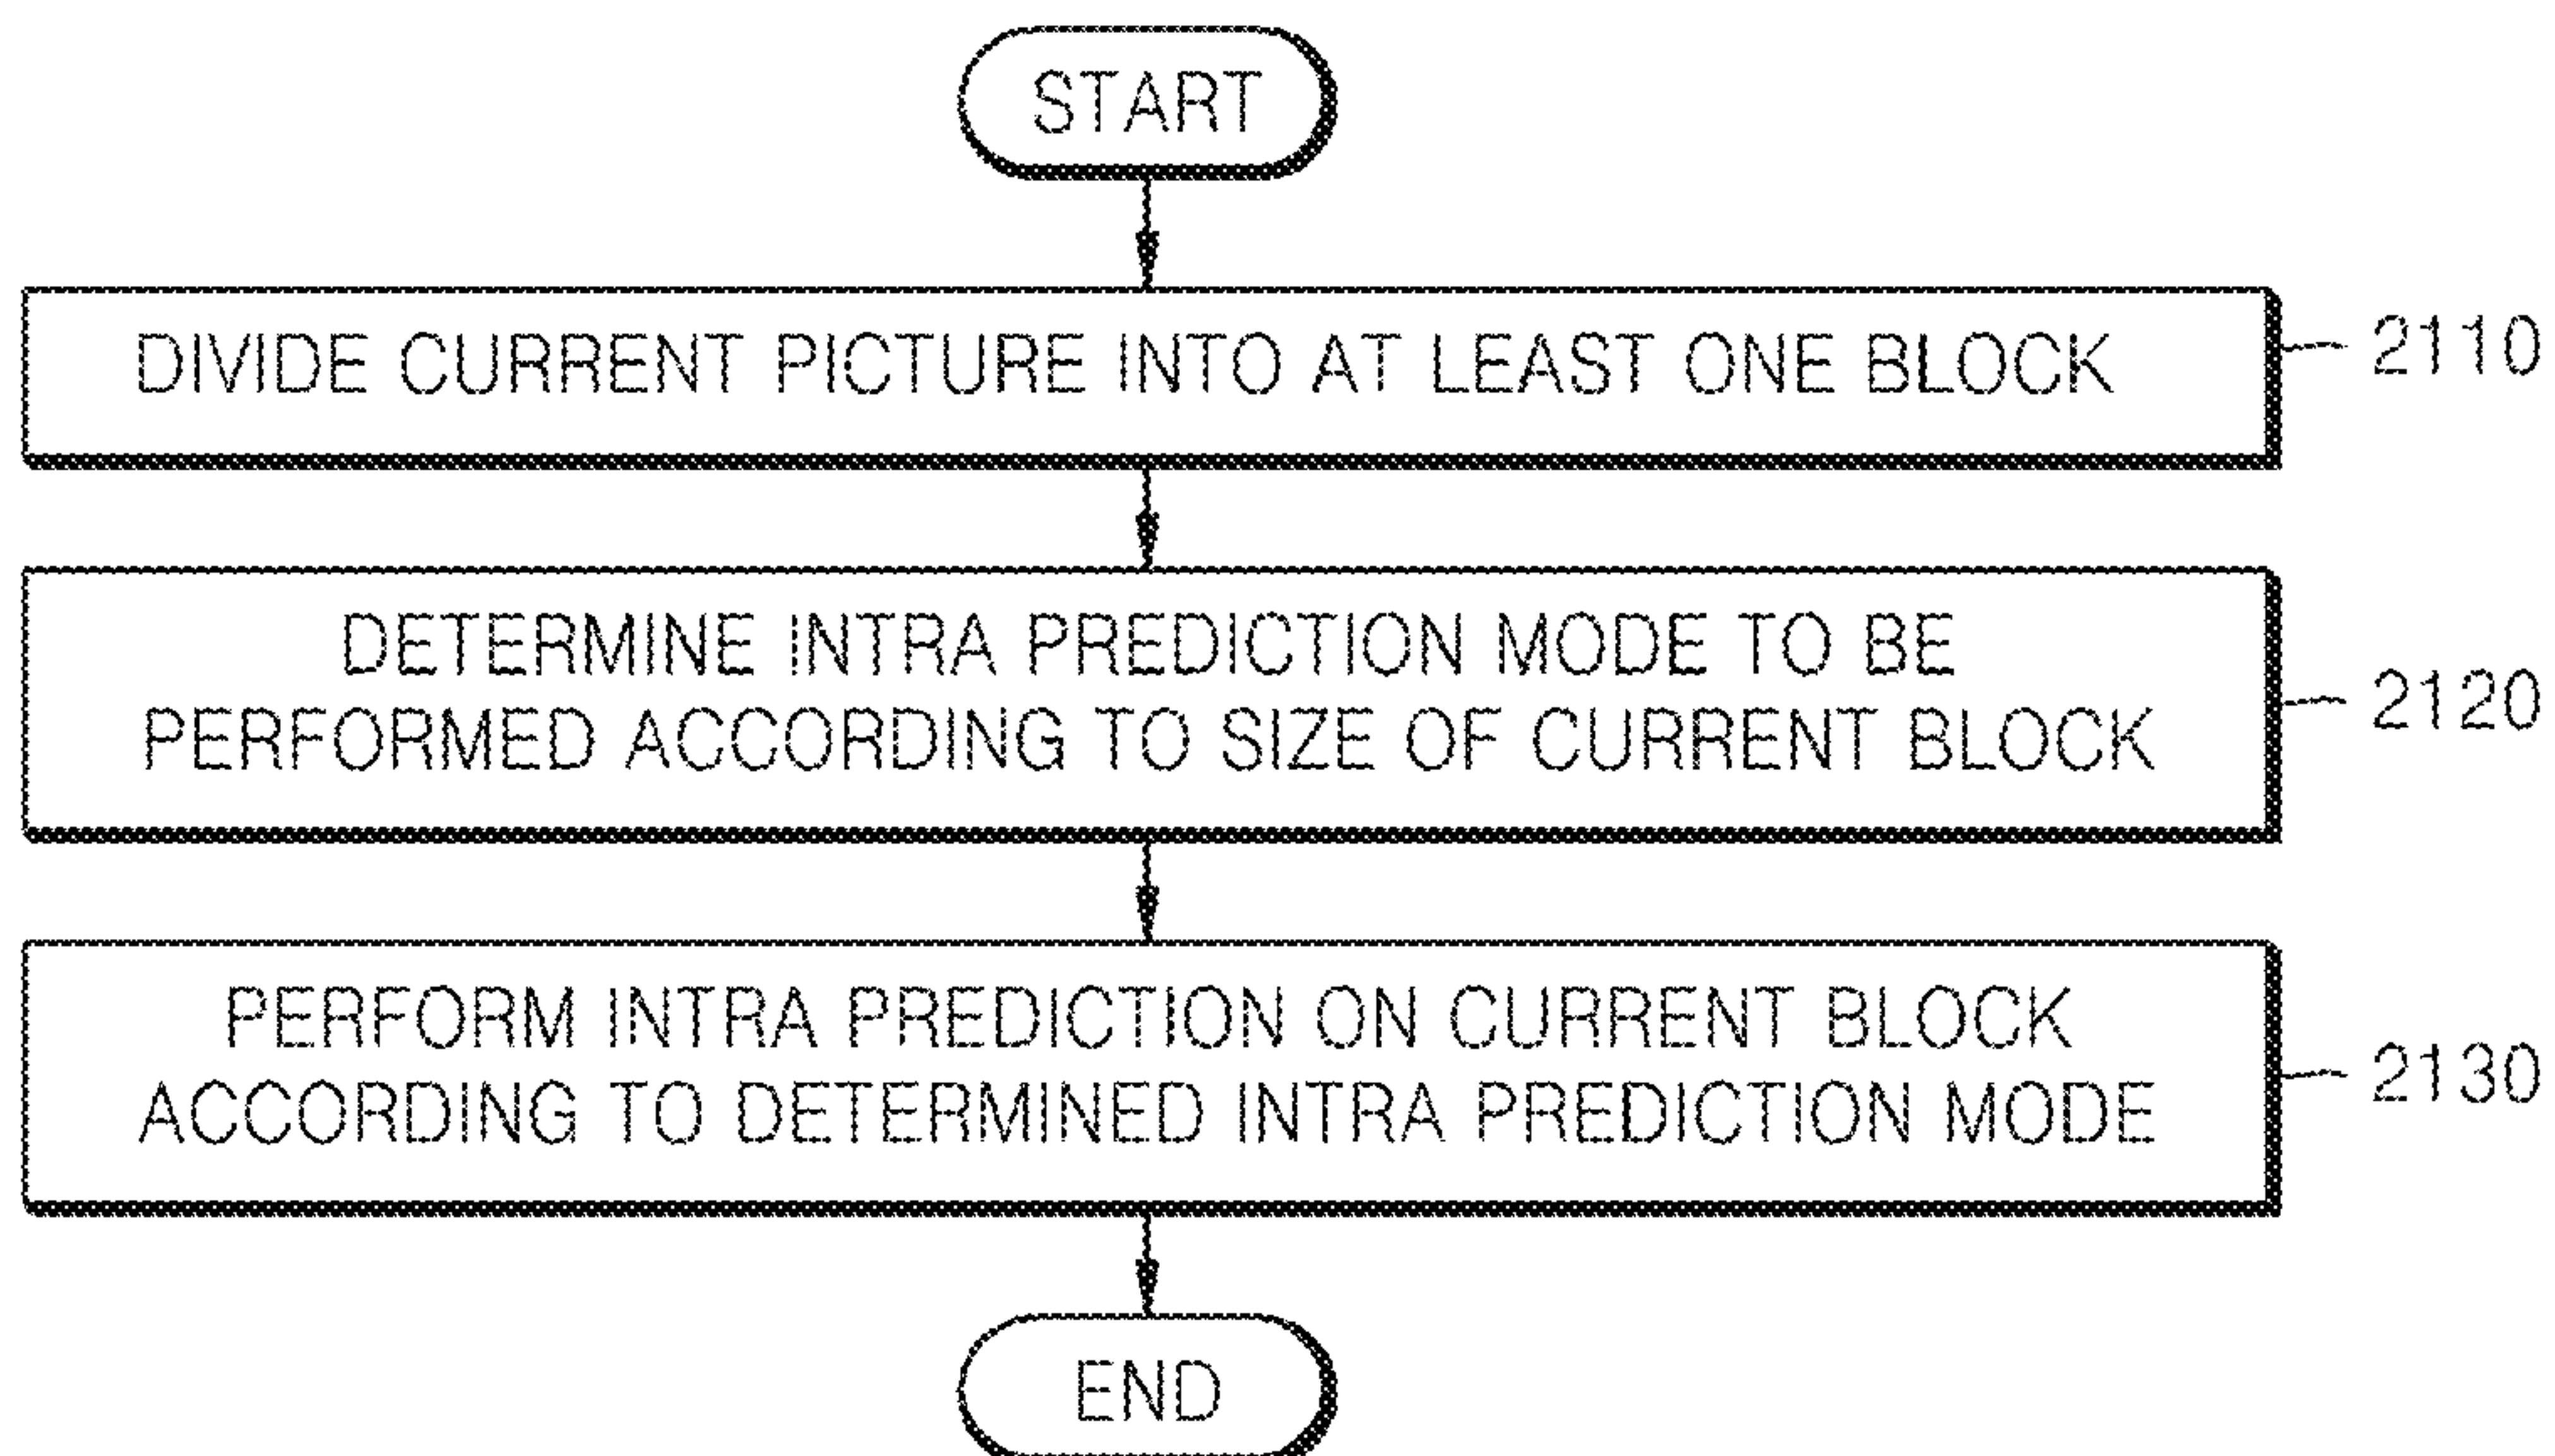 START
DIVIDE CURRENT PICTURE INTO AT LEAST ONE BLOCK
2110
DETERMINE INTRA PREDICTION MODE TO BE
PERFORMED ACCORDING TO SIZE OF CURRENT BLOCK
2120
PERFORM INTRA PREDICTION ON CURRENT BLOCK
ACCORDING TO DETERMINED INTRA PREDICTION MODE
2130
END